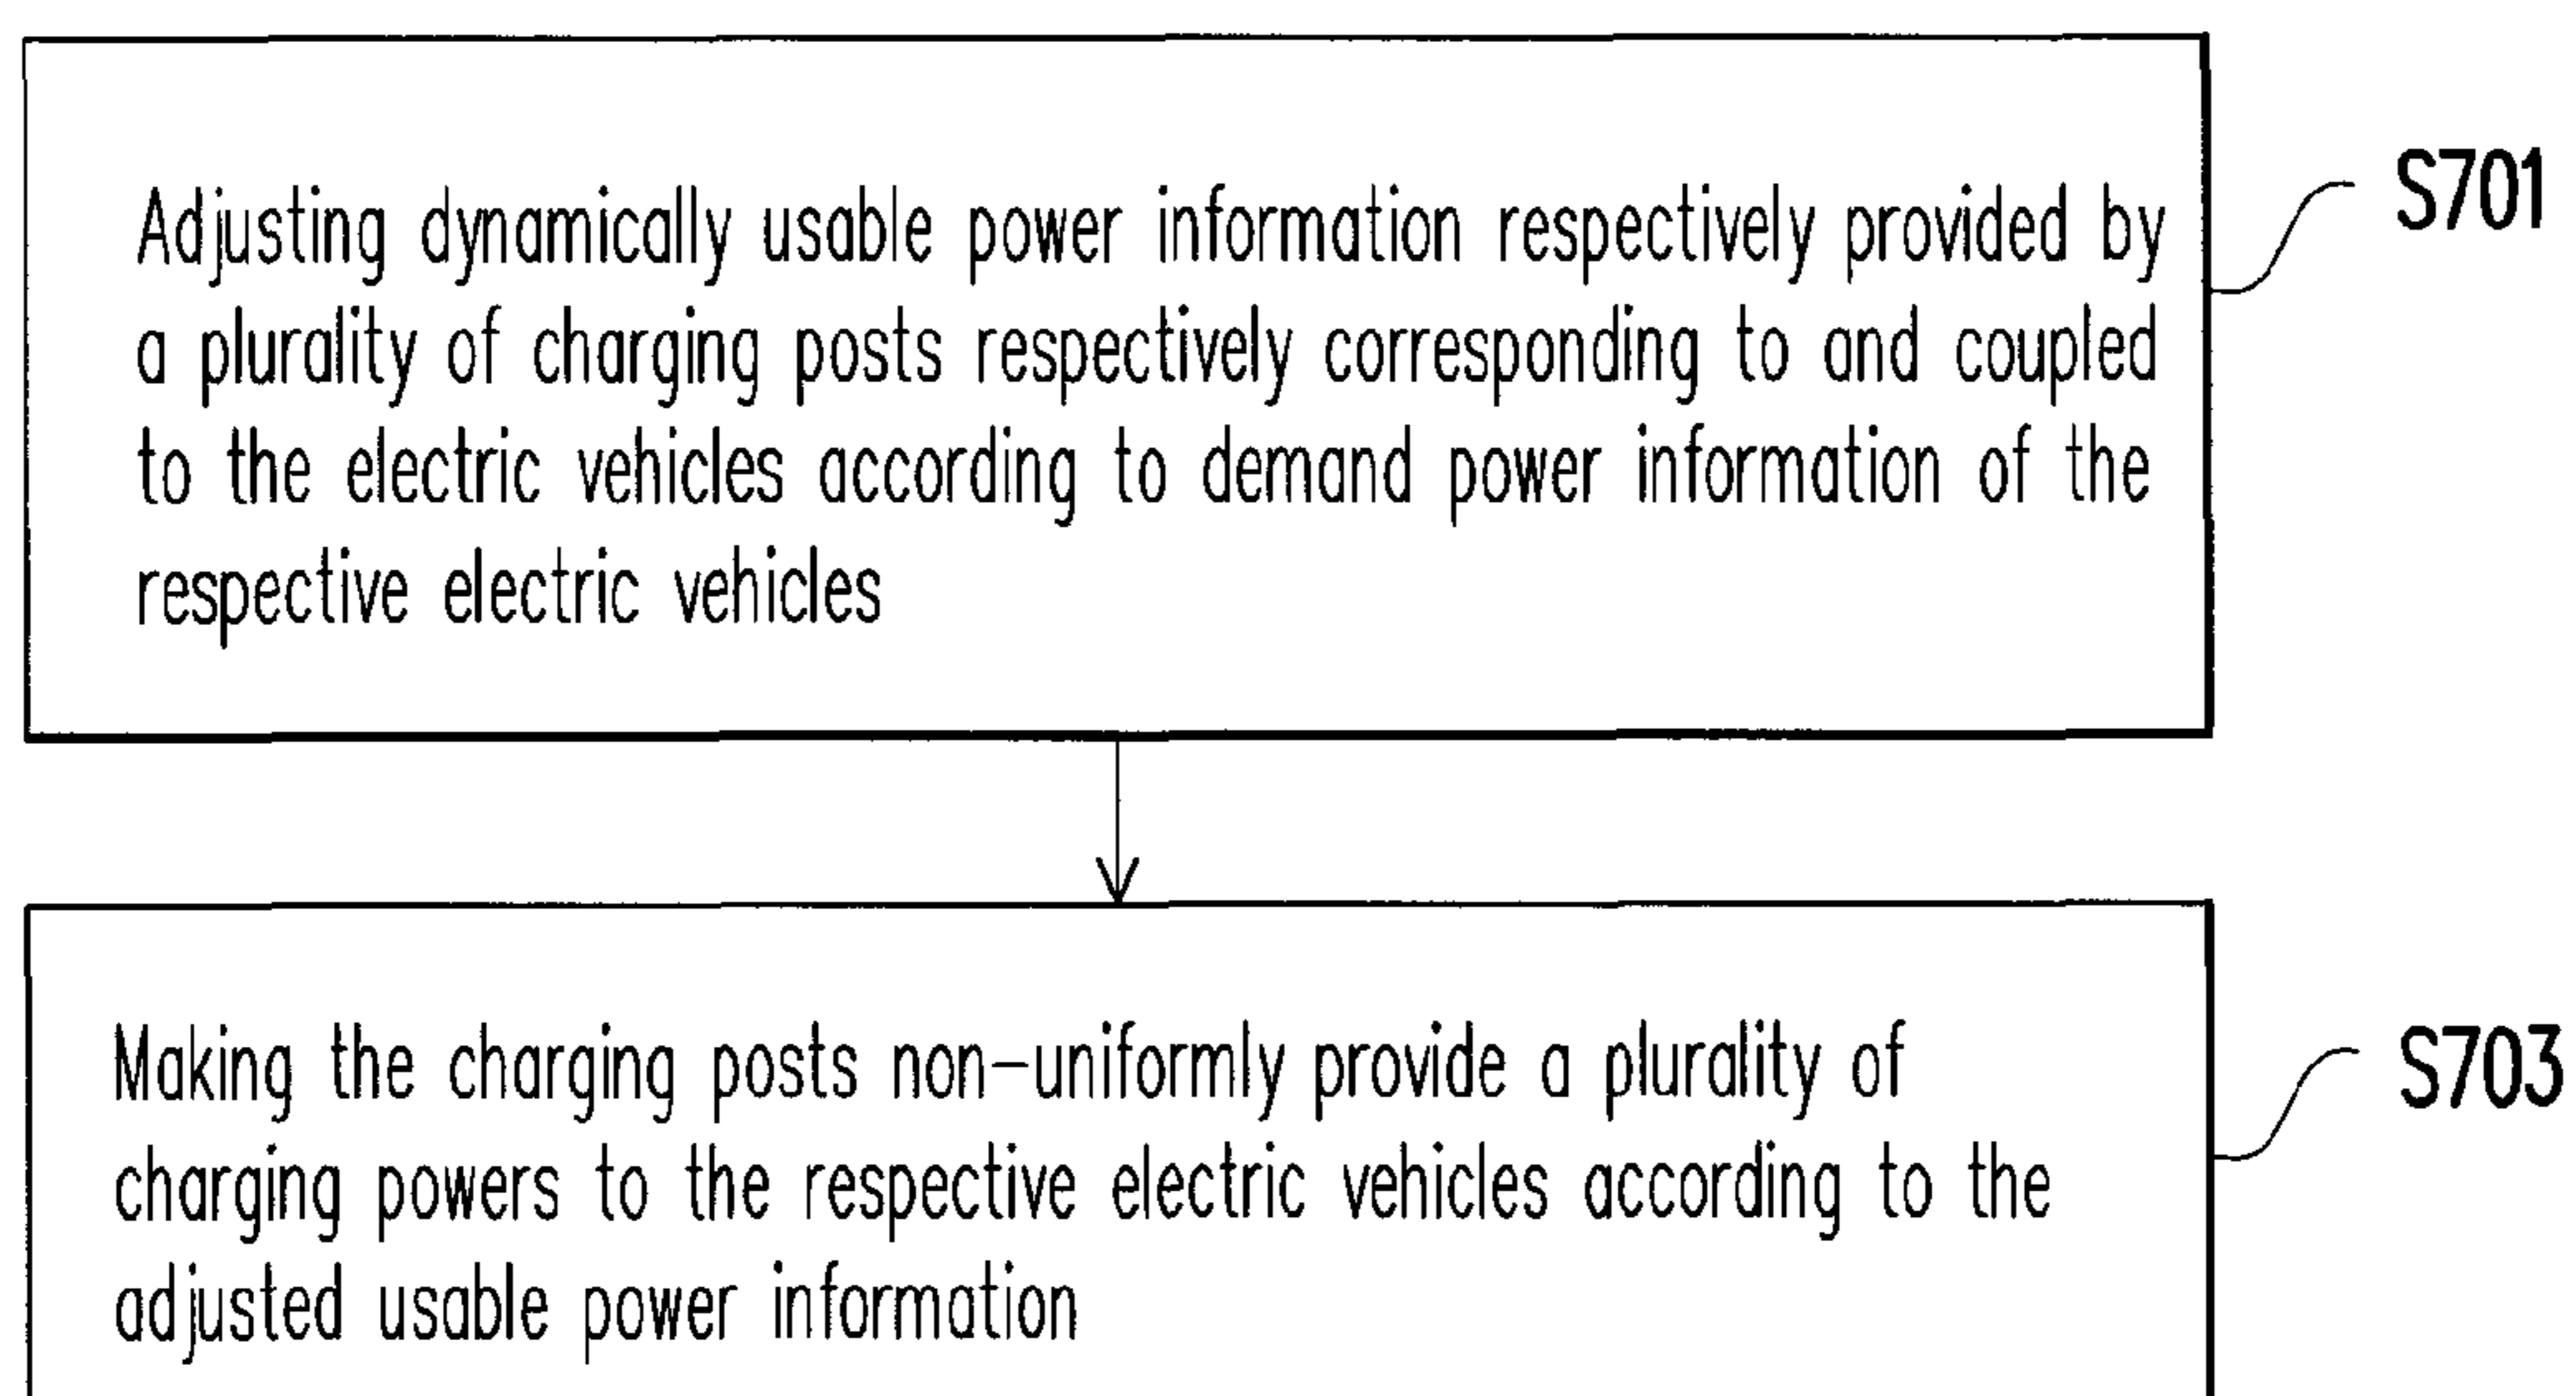 Adjusting dynamically usable power information respectively provided by
a plurality of charging posts respectively corresponding to and coupled
to the electric vehicles according to demand power information of the
respective electric vehicles
S701
Making the charging posts non-uniformly provide a plurality of
charging powers to the respective electric vehicles according to the
adjusted usable power information
S703